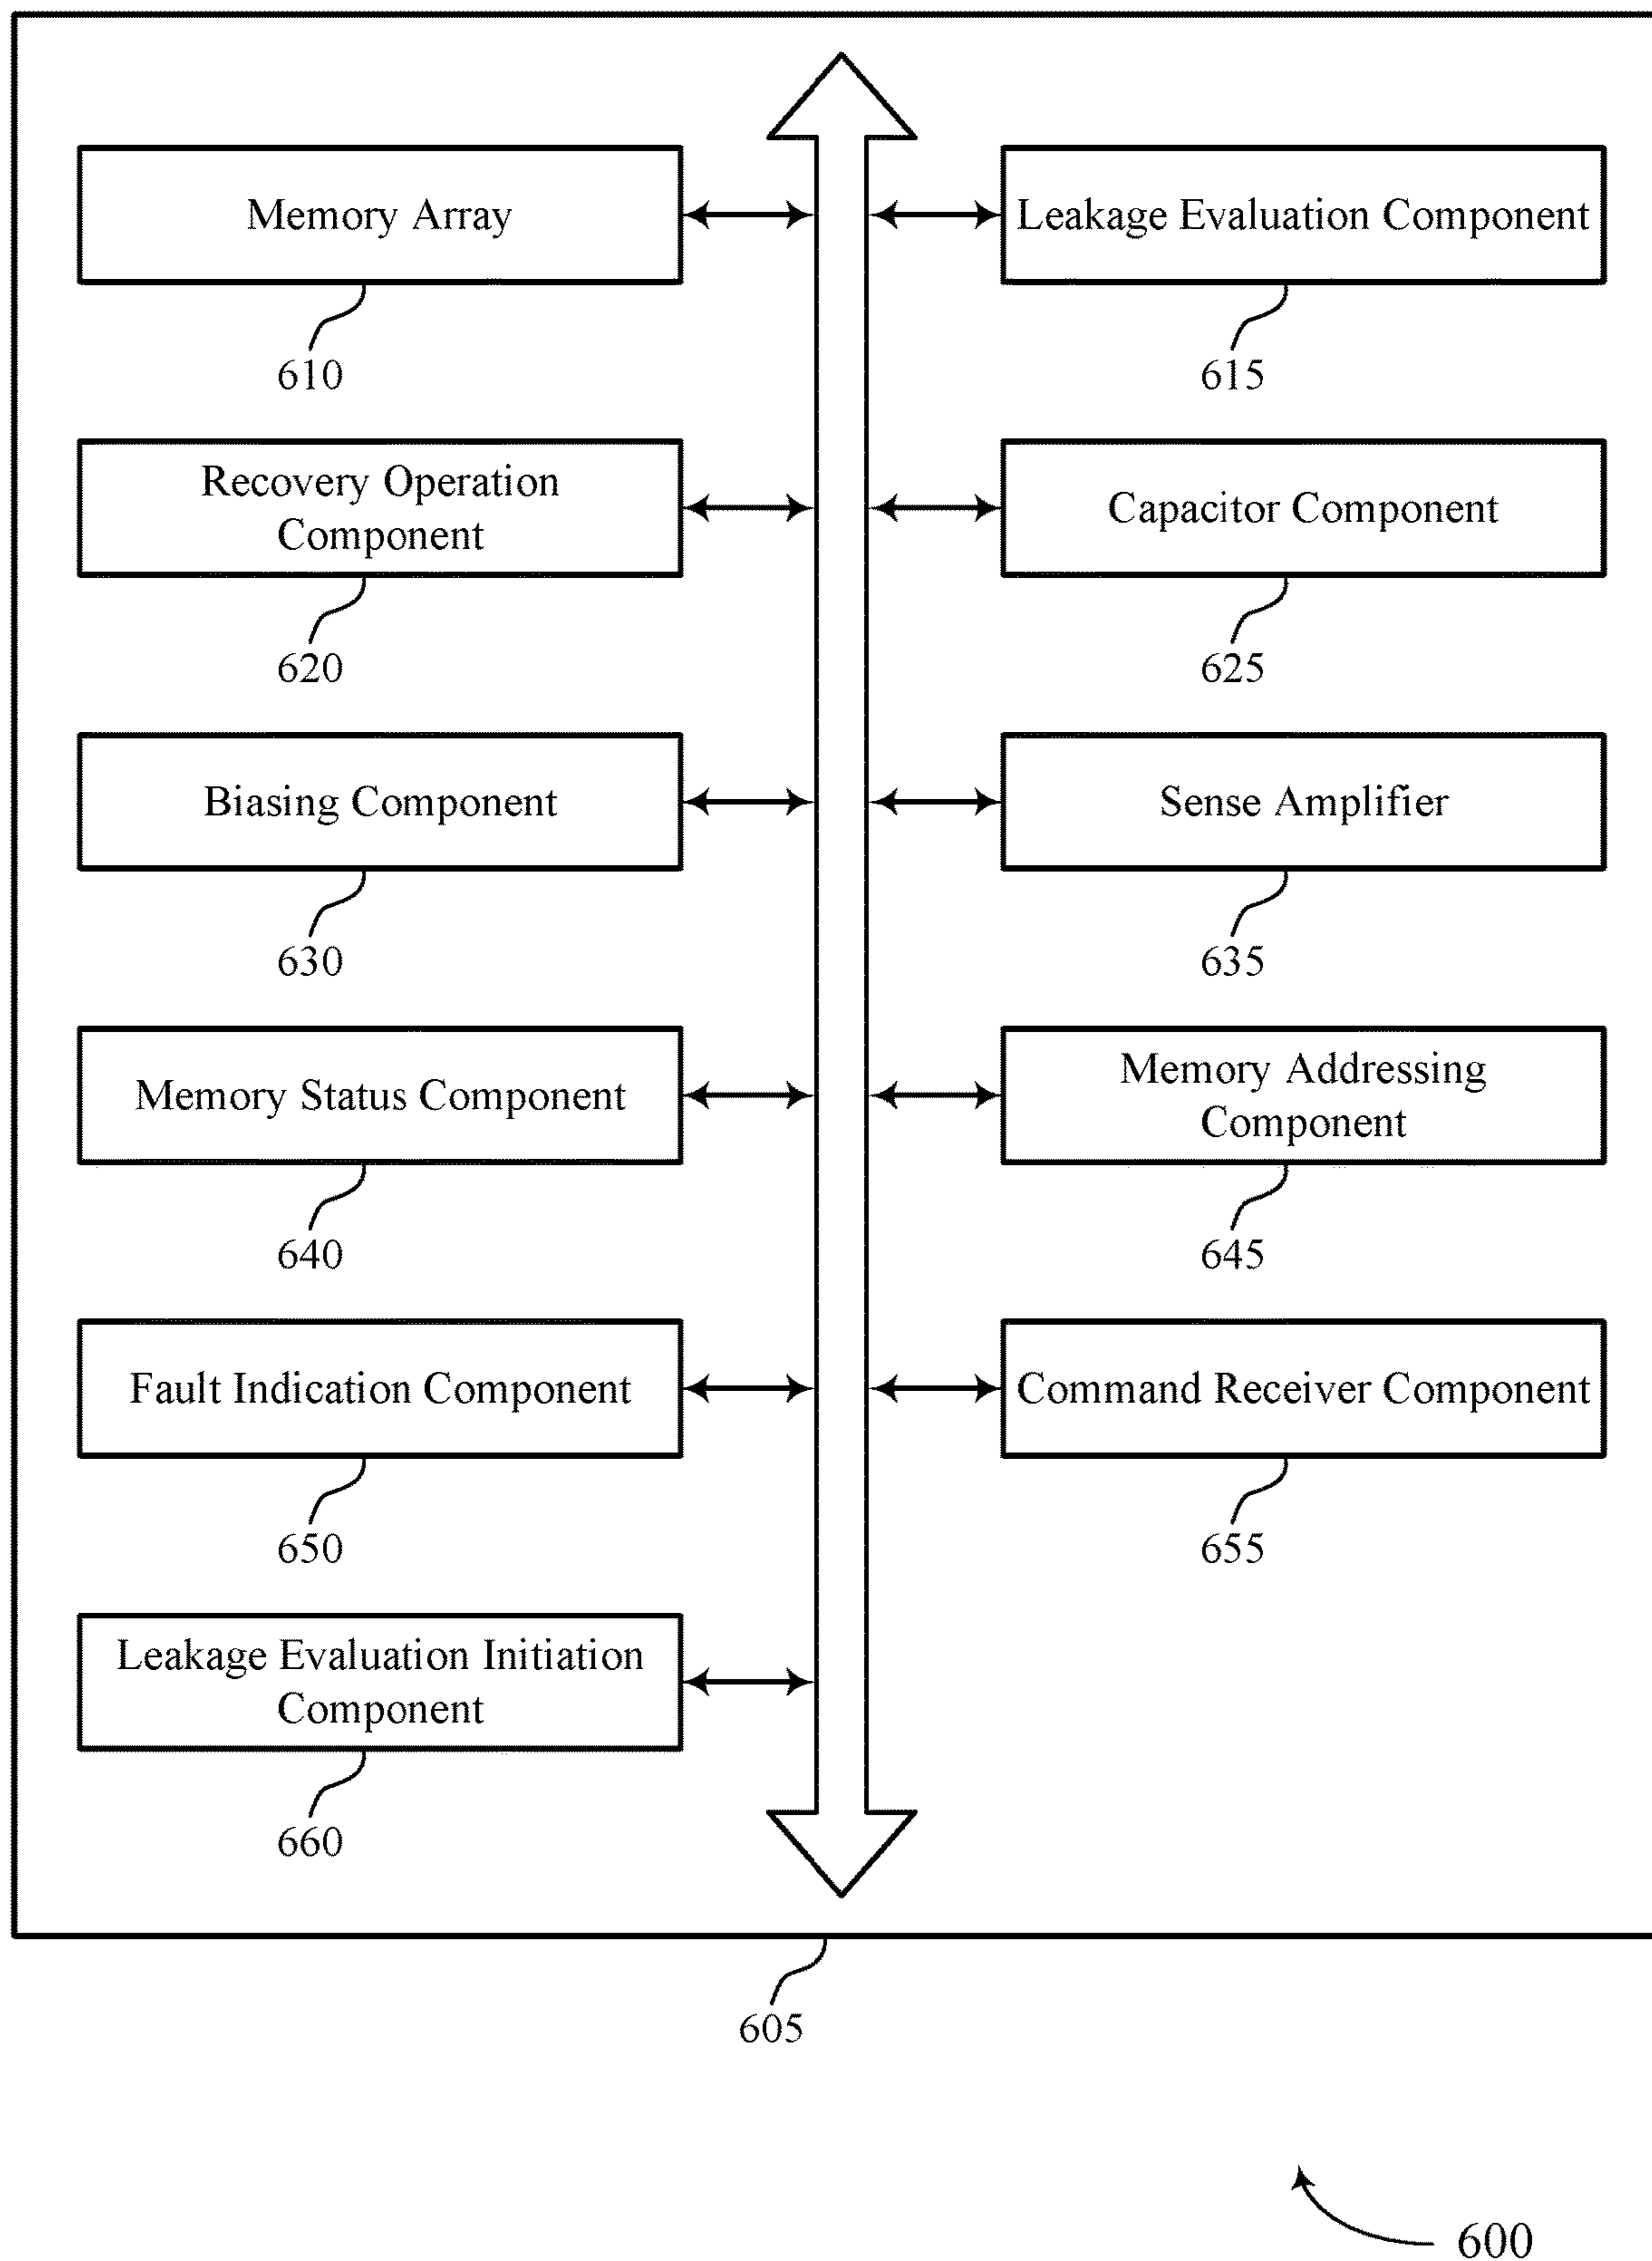 Memory Array
610
Leakage Evaluation Component
615
Recovery Operation
Component
620
Capacitor Component
625
Biasing Component
630
Sense Amplifier
635
Memory Status Component
640
Memory Addressing
Component
645
Fault Indication Component
650
Command Receiver Component
655
Leakage Evaluation Initiation
Component
660
605
600